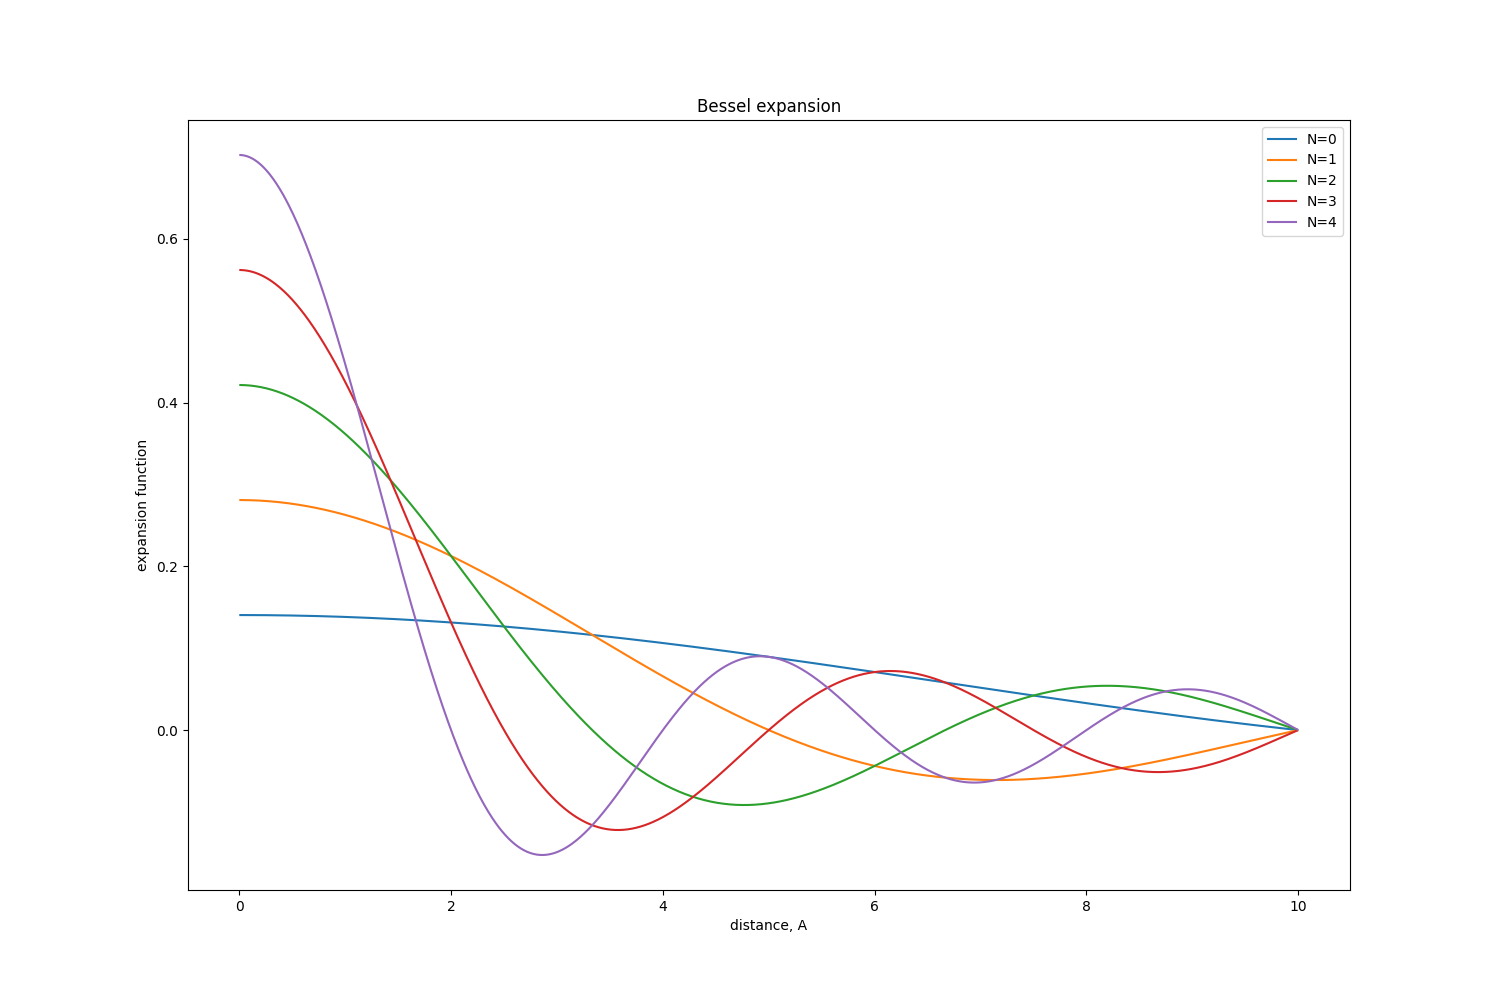 Bessel expansion
N=0
N=1
N=2
N=3
N=4
expansion function
0.6
0.4
0.2
0.0
0 2 4 6 8 10
distance, A